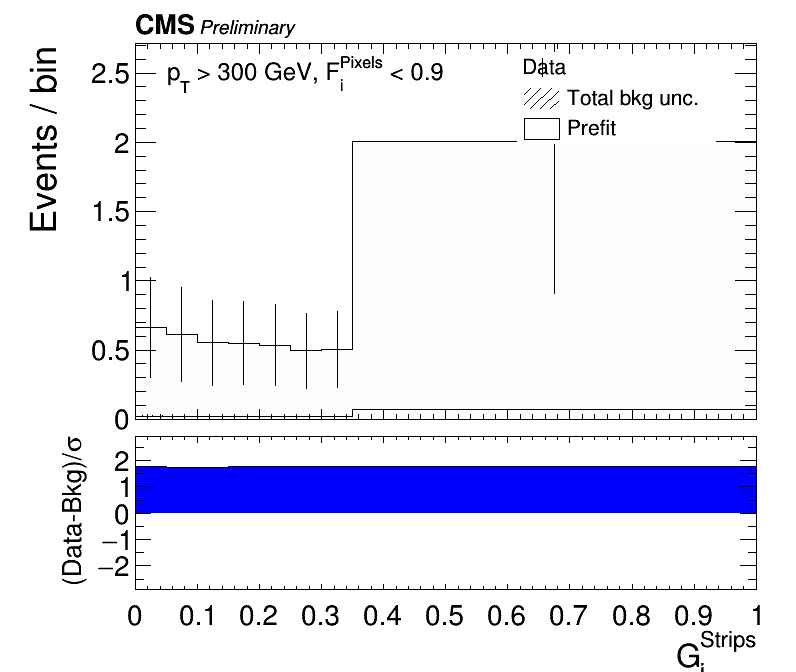 CMS Preliminary
p_T > 300 GeV, F_i^Pixels < 0.9
Data
Total bkg unc.
Prefit
Events / bin
2.5
2
1.5
1
0.5
0
(Data-Bkg)/σ
2
1
0
−1
−2
0 0.1 0.2 0.3 0.4 0.5 0.6 0.7 0.8 0.9 1
G_i^Strips